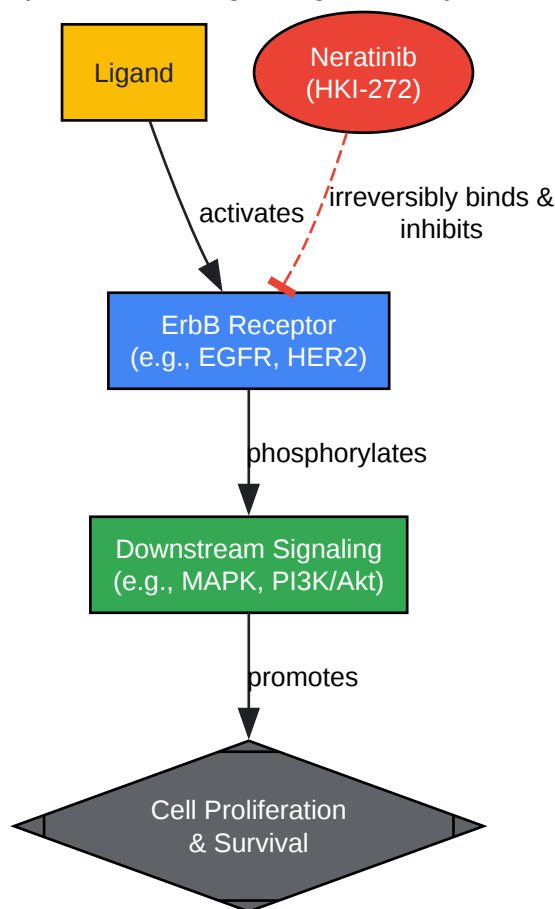 Ligand
Neratinib
(HKI-272)
activates
irreversibly binds &
inhibits
ErbB Receptor
(e.g., EGFR, HER2)
phosphorylates
Downstream Signaling
(e.g., MAPK, PI3K/Akt)
promotes
Cell Proliferation
& Survival